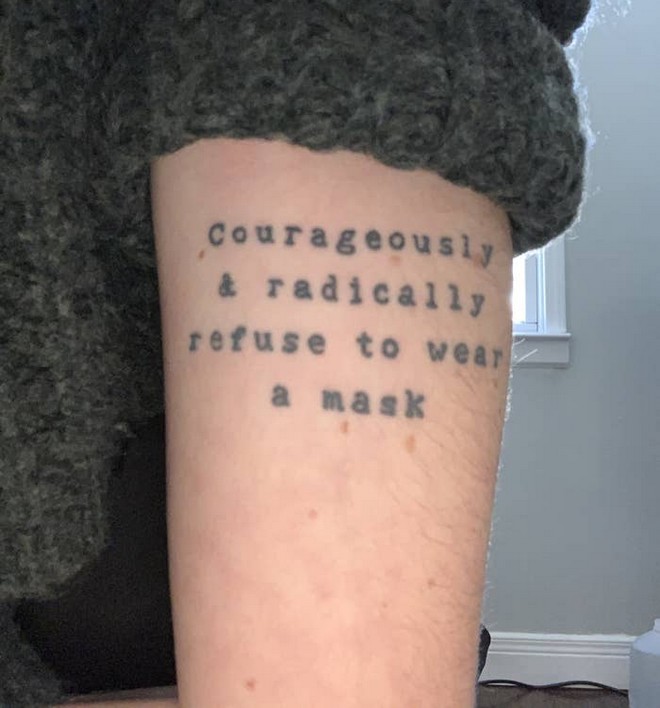 Courageously
& radically
refuse to wear
a mask